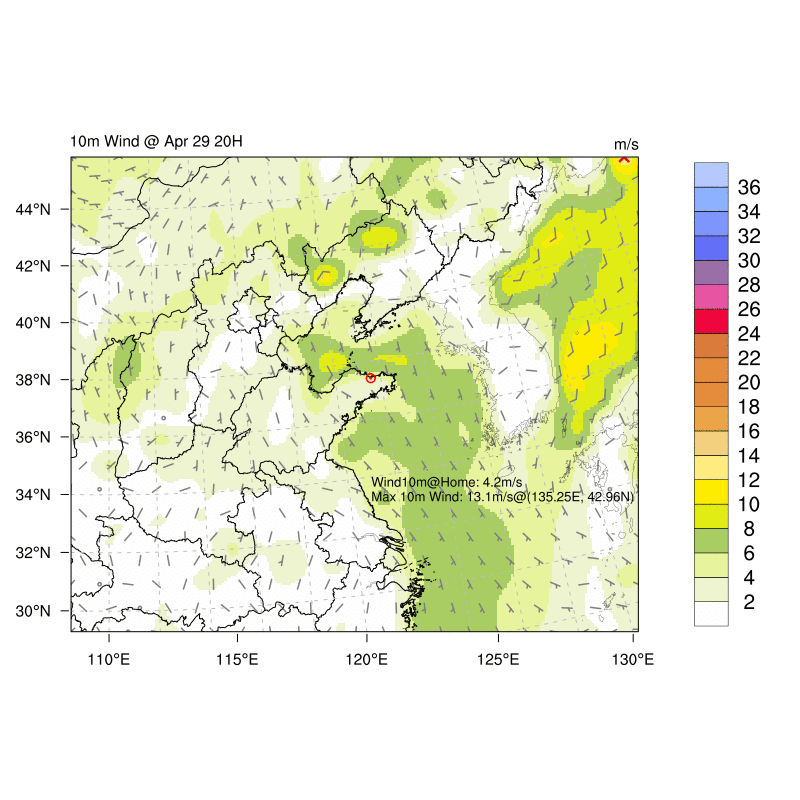 10m Wind @ Apr 29 20H
m/s
44°N
42°N
40°N
38°N
36°N
34°N
32°N
30°N
110°E
115°E
120°E
125°E
130°E
Wind10m@Home: 4.2m/s
Max 10m Wind: 13.1m/s@(135.25E, 42.96N)
36
34
32
30
28
26
24
22
20
18
16
14
12
10
8
6
4
2